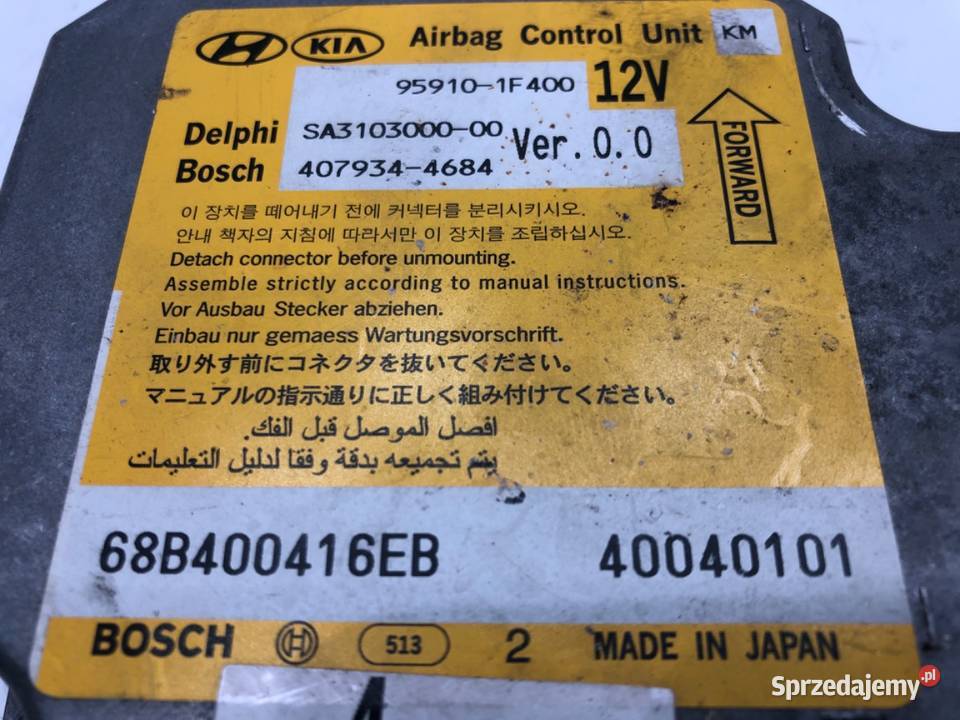 KIA Airbag Control Unit KM
95910-1F400 12V
Delphi SA3103000-00 Ver.0.0
Bosch 407934-4684
FORWARD
이 장치를 떼어내기 전에 커넥터를 분리시키시오.
안내 책자의 지침에 따라서만 이 장치를 조립하십시오.
Detach connector before unmounting.
Assemble strictly according to manual instructions.
Vor Ausbau Stecker abziehen.
Einbau nur gemaess Wartungsvorschrift.
取り外す前にコネクタを抜いてください。
マニュアルの指示通りに正しく組み付けてください。
افصل الموصل قبل الفك.
يتم تجميعه بدقة وفقا لدليل التعليمات
68B400416EB 40040101
BOSCH 513 2 MADE IN JAPAN
Sprzedajemy.pl